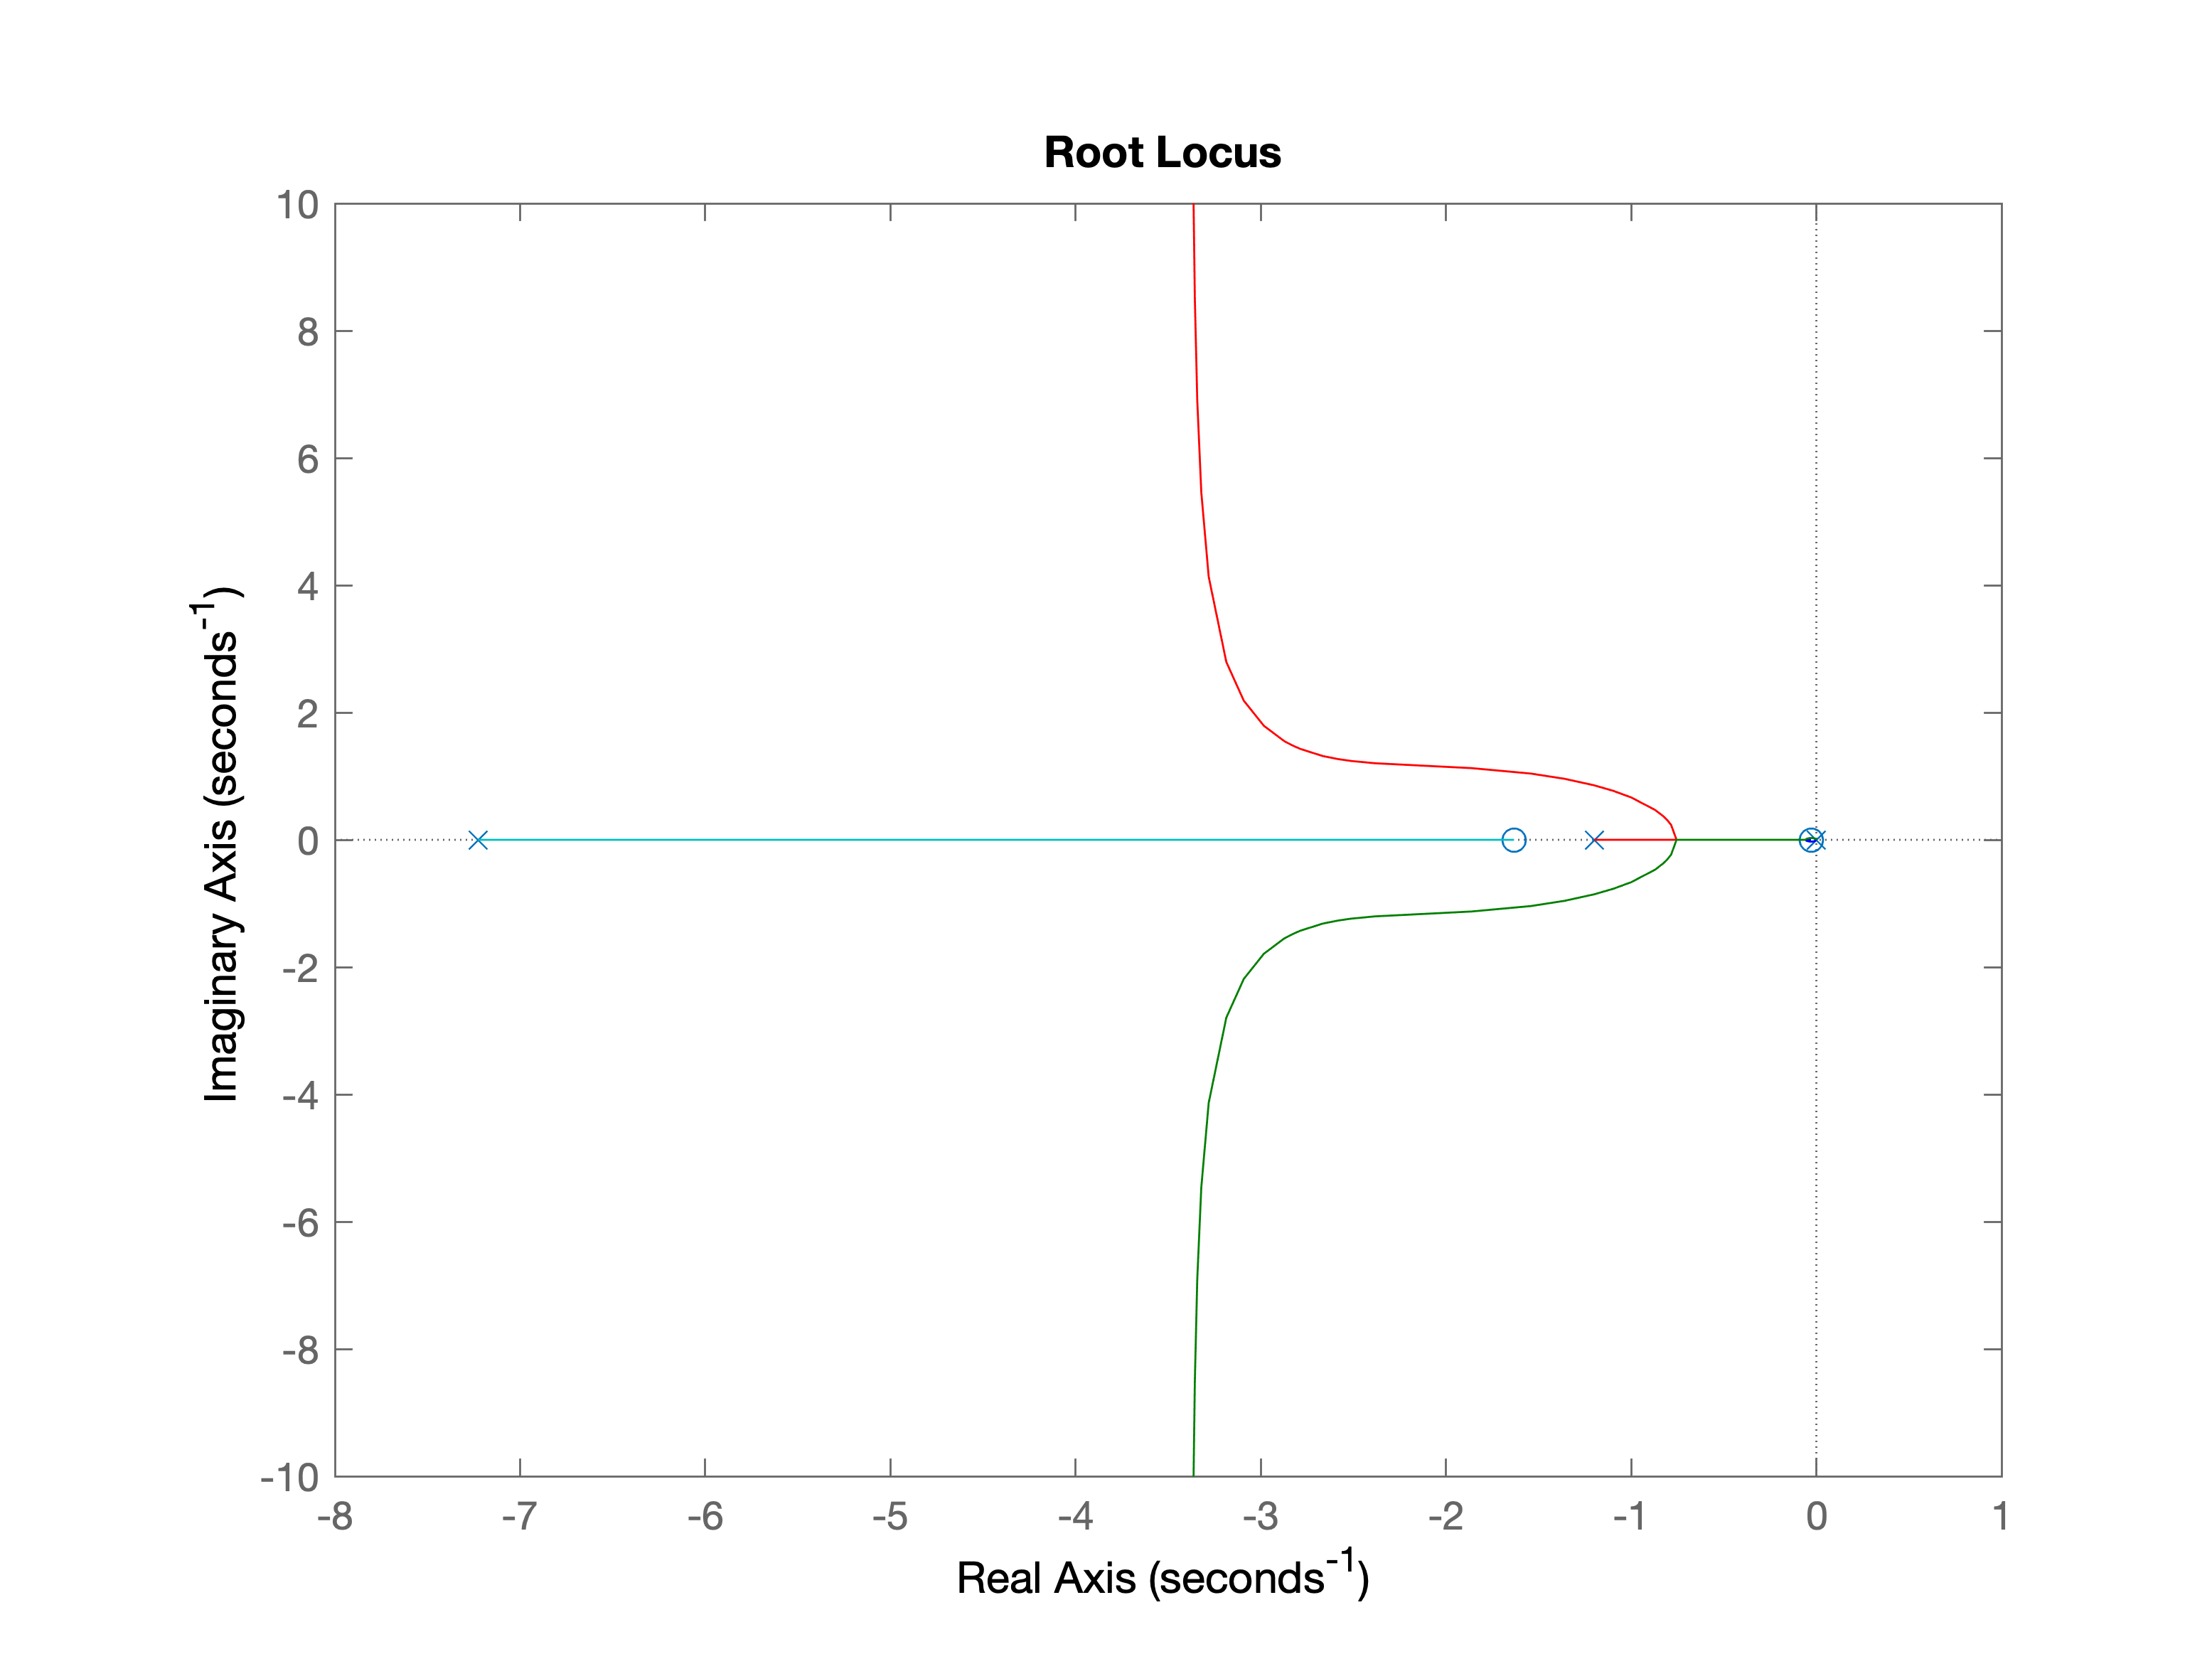 Root Locus
10
8
6
4
2
0
-2
-4
-6
-8
-10
Imaginary Axis (seconds⁻¹)
-8 -7 -6 -5 -4 -3 -2 -1 0 1
Real Axis (seconds⁻¹)